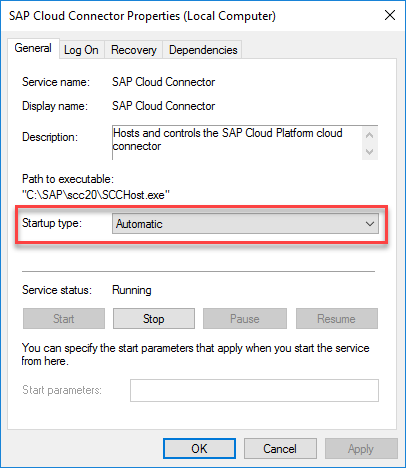 SAP Cloud Connector Properties (Local Computer)
General Log On Recovery Dependencies
Service name: SAP Cloud Connector
Display name: SAP Cloud Connector
Description: Hosts and controls the SAP Cloud Platform cloud
connector
Path to executable:
"C:\SAP\scc20\SCCHost.exe"
Startup type: Automatic
Service status: Running
Start Stop Pause Resume
You can specify the start parameters that apply when you start the service
from here.
Start parameters:
OK Cancel Apply